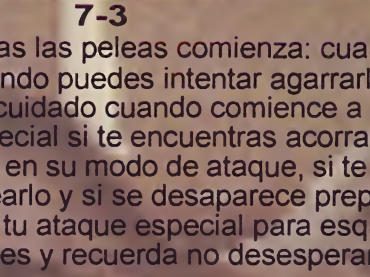 7-3
as las peleas comienza: cua
ndo puedes intentar agarrarl
cuidado cuando comience a
ecial si te encuentras acorra
en su modo de ataque, si te
earlo y si se desaparece prep
tu ataque especial para esq
es y recuerda no desesperar